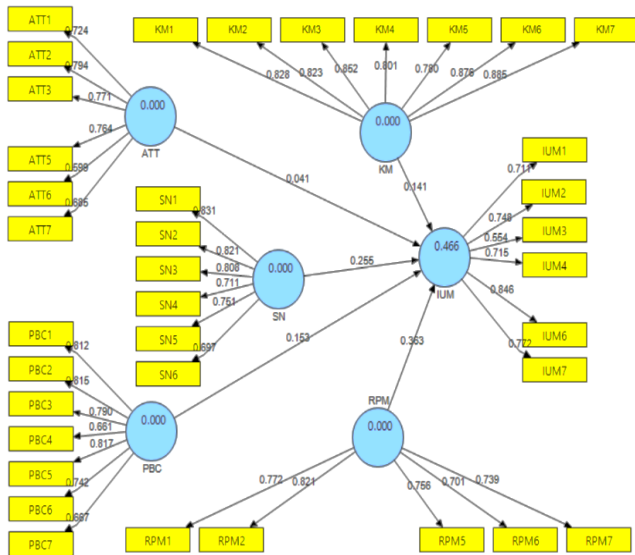 ATT1
ATT2
ATT3
ATT5
ATT6
ATT7
0.724
0.794
0.771
0.764
0.599
0.685
0.000
ATT
KM1
KM2
KM3
KM4
KM5
KM6
KM7
0.828
0.823
0.852
0.801
0.780
0.876
0.885
0.000
KM
0.041
0.141
SN1
SN2
SN3
SN4
SN5
SN6
0.831
0.821
0.806
0.711
0.751
0.697
0.000
SN
0.255
0.466
IUM
0.711
0.748
0.554
0.715
0.846
0.772
IUM1
IUM2
IUM3
IUM4
IUM6
IUM7
PBC1
PBC2
PBC3
PBC4
PBC5
PBC6
PBC7
0.812
0.815
0.790
0.661
0.817
0.742
0.667
0.000
PBC
0.153
0.363
RPM
0.000
0.772
0.821
0.756
0.701
0.739
RPM1
RPM2
RPM5
RPM6
RPM7